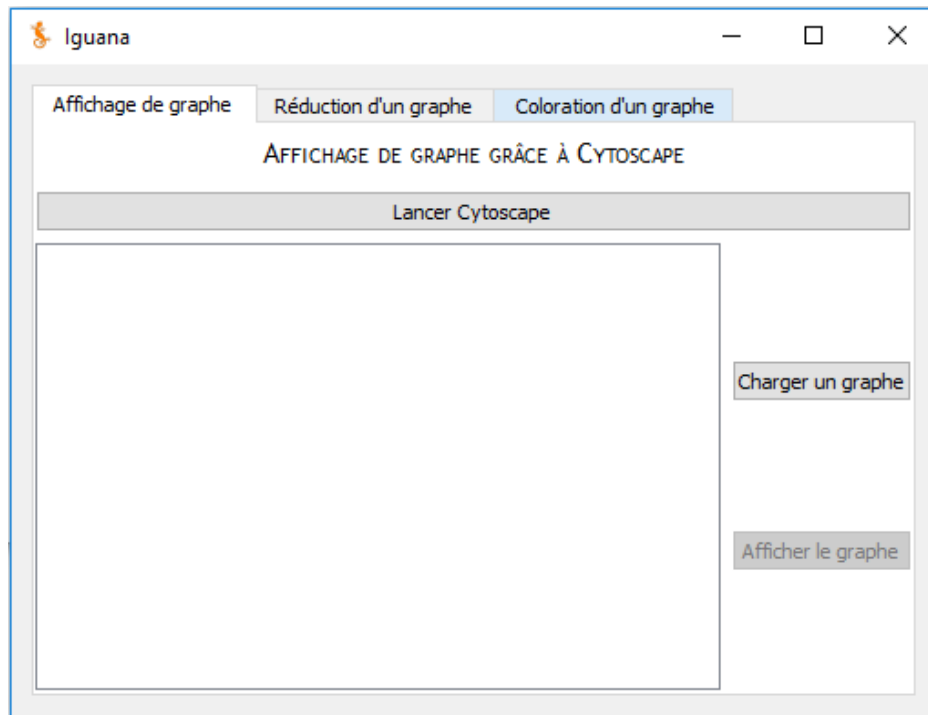 Iguana
Affichage de graphe
Réduction d'un graphe
Coloration d'un graphe
Affichage de graphe grâce à Cytoscape
Lancer Cytoscape
Charger un graphe
Afficher le graphe